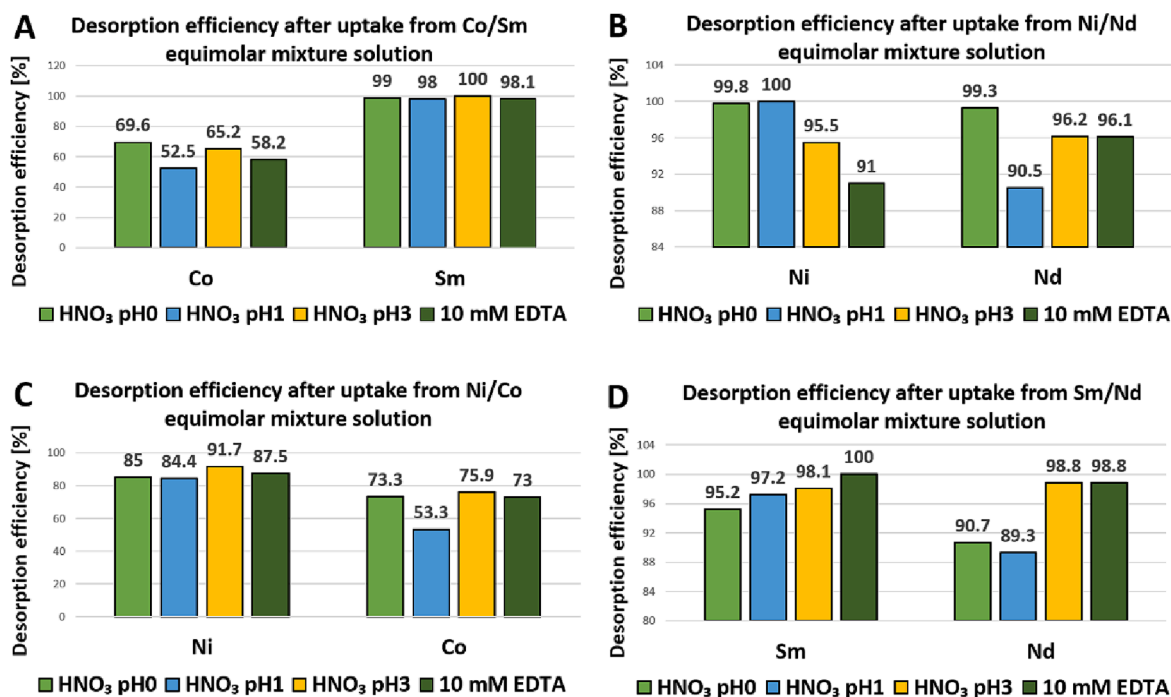 A
Desorption efficiency after uptake from Co/Sm
equimolar mixture solution
Desorption efficiency [%]
120
100
80
60
40
20
0
69.6
52.5
65.2
58.2
99
98
100
98.1
Co
Sm
HNO₃ pH0
HNO₃ pH1
HNO₃ pH3
10 mM EDTA
B
Desorption efficiency after uptake from Ni/Nd
equimolar mixture solution
Desorption efficiency [%]
104
100
96
92
88
84
99.8
100
95.5
91
99.3
90.5
96.2
96.1
Ni
Nd
HNO₃ pH0
HNO₃ pH1
HNO₃ pH3
10 mM EDTA
C
Desorption efficiency after uptake from Ni/Co
equimolar mixture solution
Desorption efficiency [%]
100
80
60
40
20
0
85
84.4
91.7
87.5
73.3
53.3
75.9
73
Ni
Co
HNO₃ pH0
HNO₃ pH1
HNO₃ pH3
10 mM EDTA
D
Desorption efficiency after uptake from Sm/Nd
equimolar mixture solution
Desorption efficiency [%]
104
100
96
92
88
84
80
95.2
97.2
98.1
100
90.7
89.3
98.8
98.8
Sm
Nd
HNO₃ pH0
HNO₃ pH1
HNO₃ pH3
10 mM EDTA